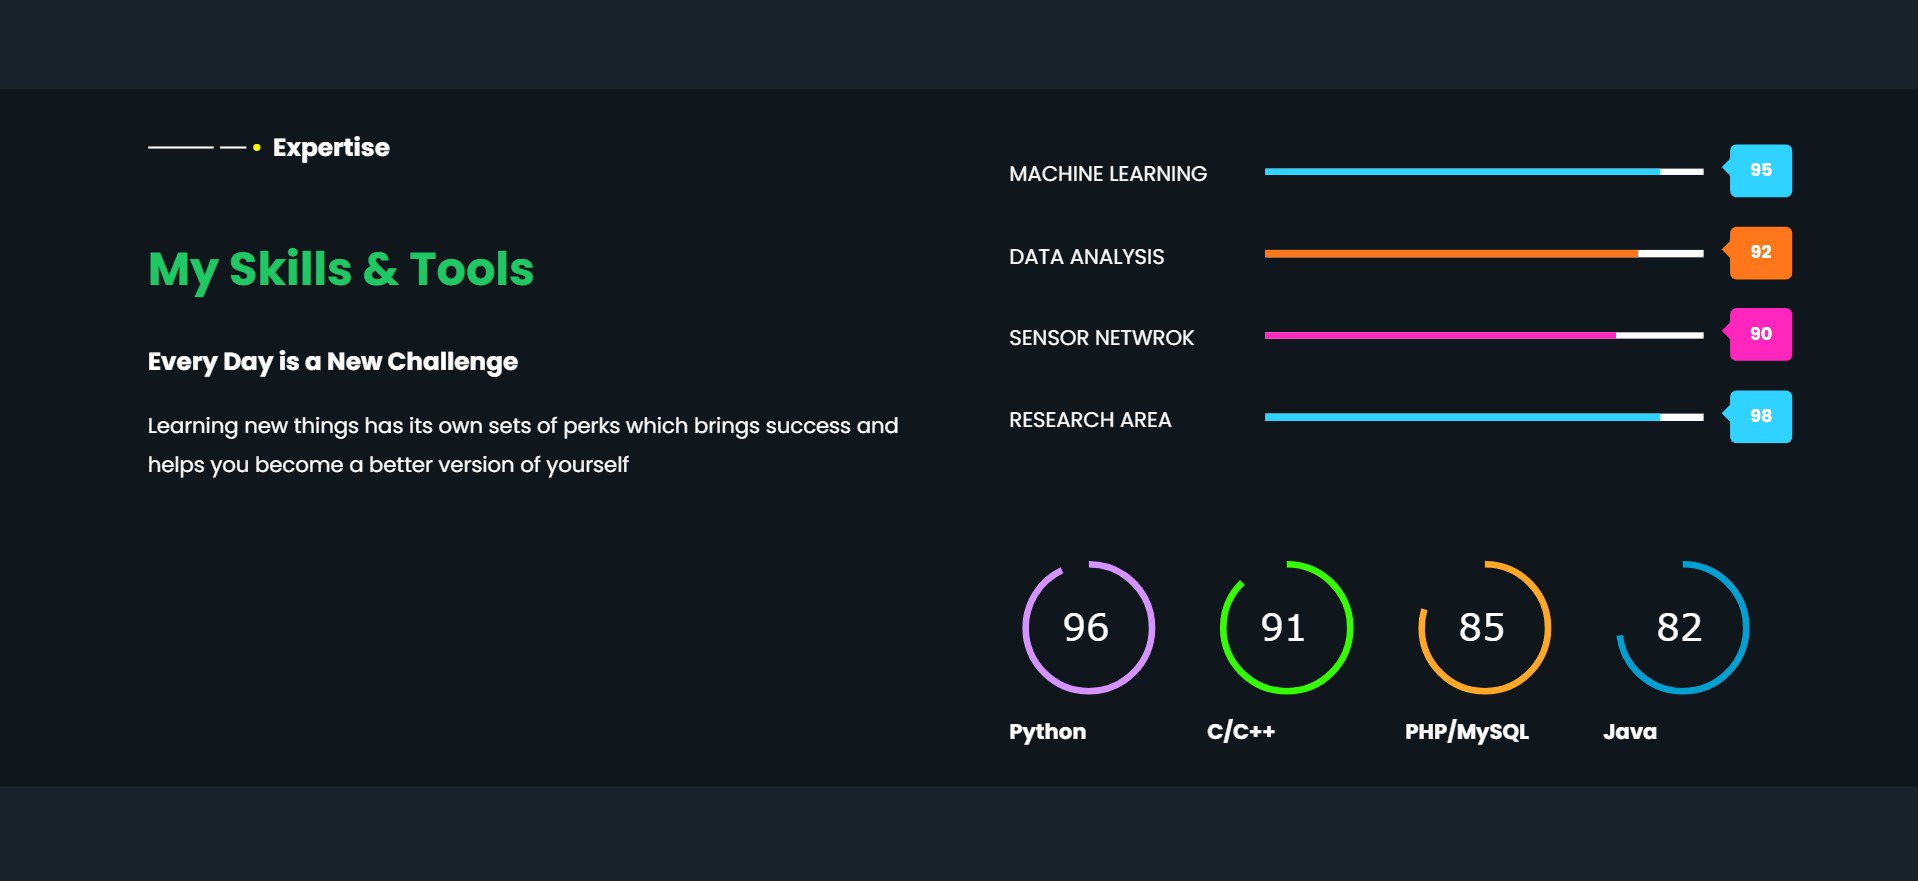 Expertise
My Skills & Tools
Every Day is a New Challenge
Learning new things has its own sets of perks which brings success and
helps you become a better version of yourself
MACHINE LEARNING 95
DATA ANALYSIS 92
SENSOR NETWROK 90
RESEARCH AREA 98
96 91 85 82
Python C/C++ PHP/MySQL Java